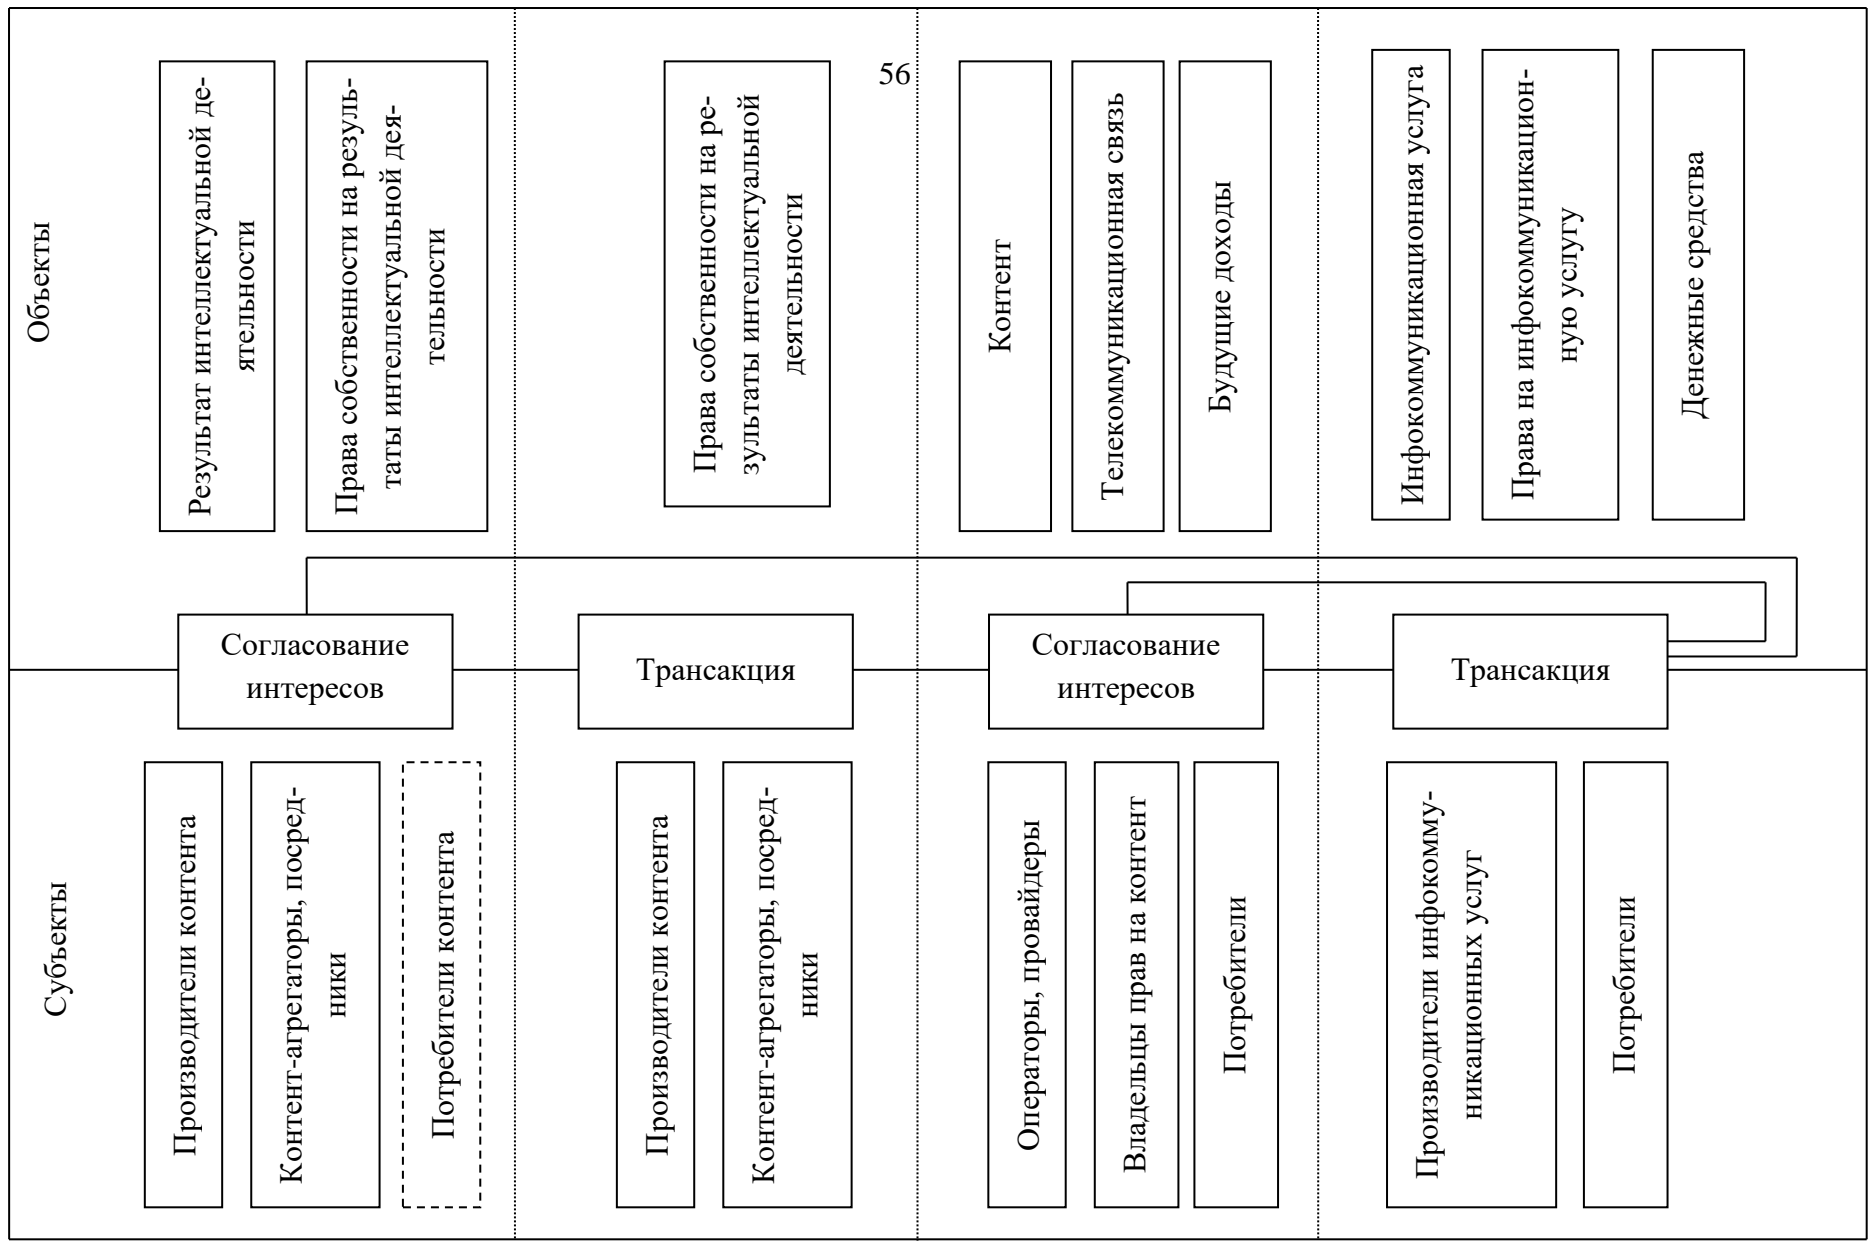 56
Объекты
Результат интеллектуальной де-
ятельности
Права собственности на резуль-
таты интеллектуальной дея-
тельности
Права собственности на ре-
зультаты интеллектуальной
деятельности
Контент
Телекоммуникационная связь
Будущие доходы
Инфокоммуникационная услуга
Права на инфокоммуникацион-
ную услугу
Денежные средства
Согласование
интересов
Трансакция
Согласование
интересов
Трансакция
Субъекты
Производители контента
Контент-агрегаторы, посред-
ники
Потребители контента
Производители контента
Контент-агрегаторы, посред-
ники
Операторы, провайдеры
Владельцы прав на контент
Потребители
Производители инфокомму-
никационных услуг
Потребители